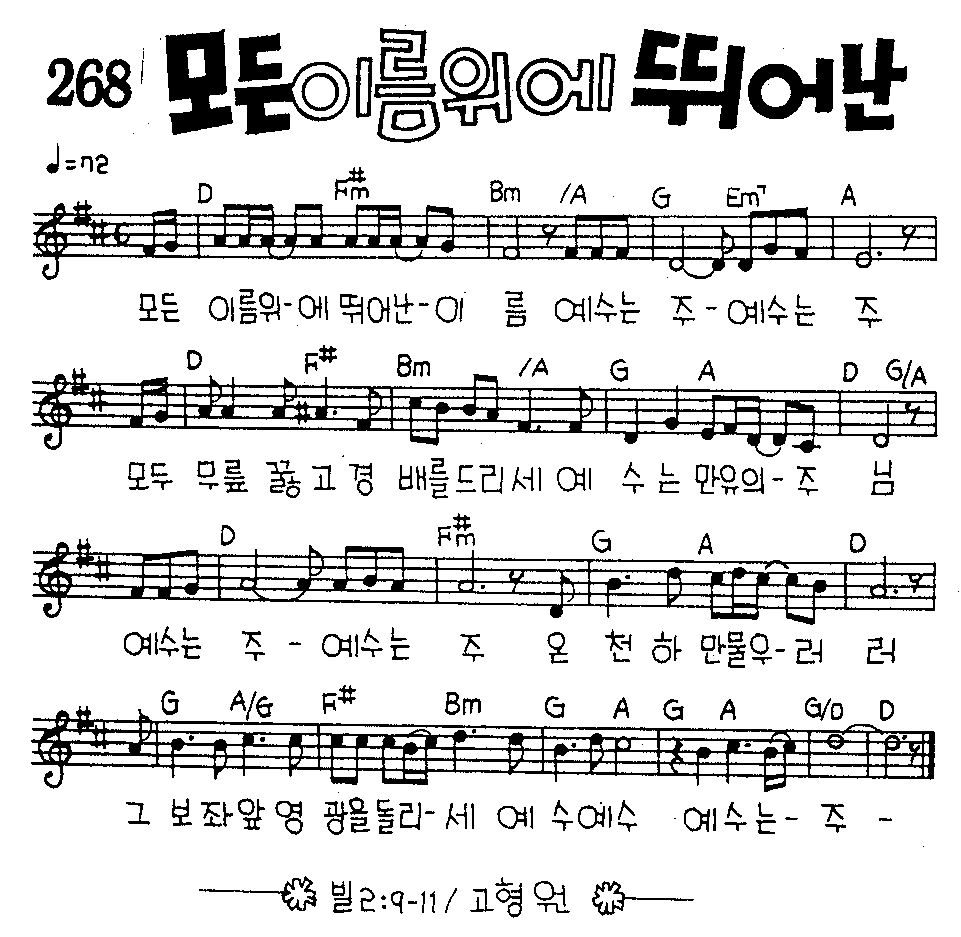 268 모든이름위에 뛰어난
♩=72
D F#m Bm /A G Em7 A
모든 이름위-에 뛰어난-이 름 예수는 주-예수는 주
D F# Bm /A G A D G/A
모두 무릎 꿇고 경 배를드리세 예 수 는 만유의-주 님
D F#m G A D
예수는 주 - 예수는 주 온 천 하 만물우-러 러
G A/G F# Bm G A G A G/D D
그 보좌앞 영 광을돌리-세 예 수예수 예수는- 주 -
빌2:9-11/ 고형원